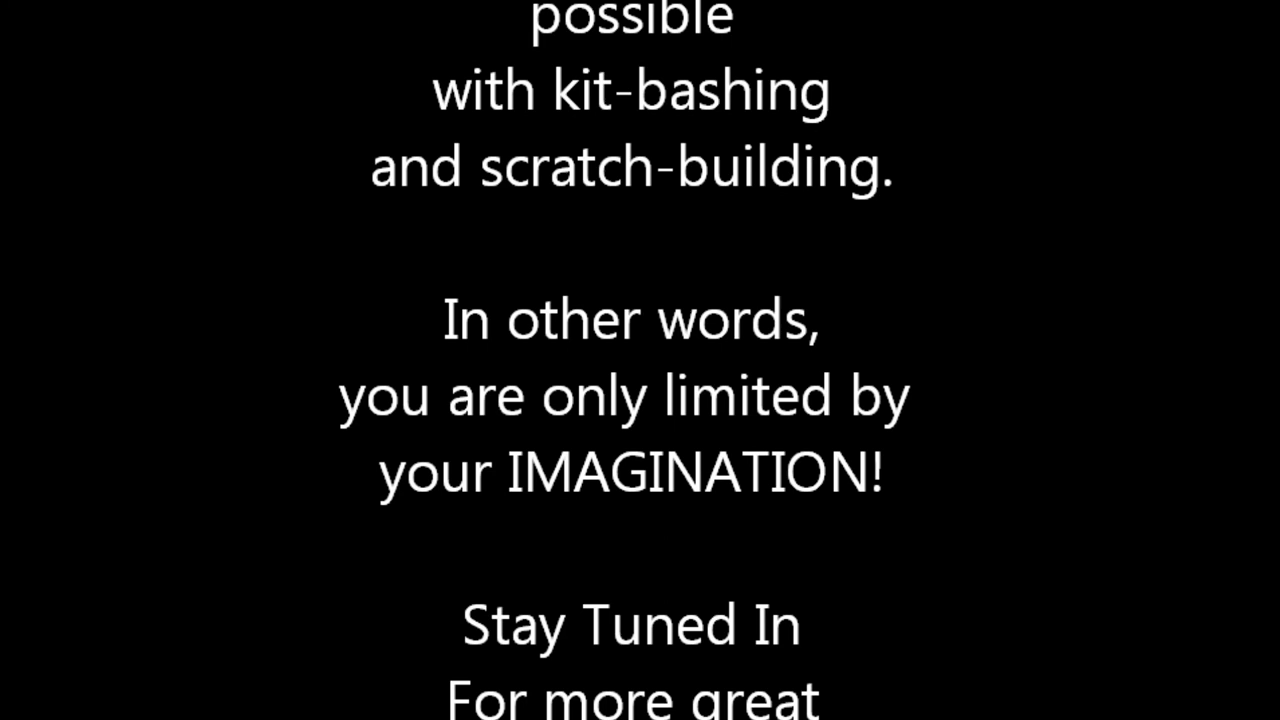 possible
with kit-bashing
and scratch-building.
In other words,
you are only limited by
your IMAGINATION!
Stay Tuned In
For more great